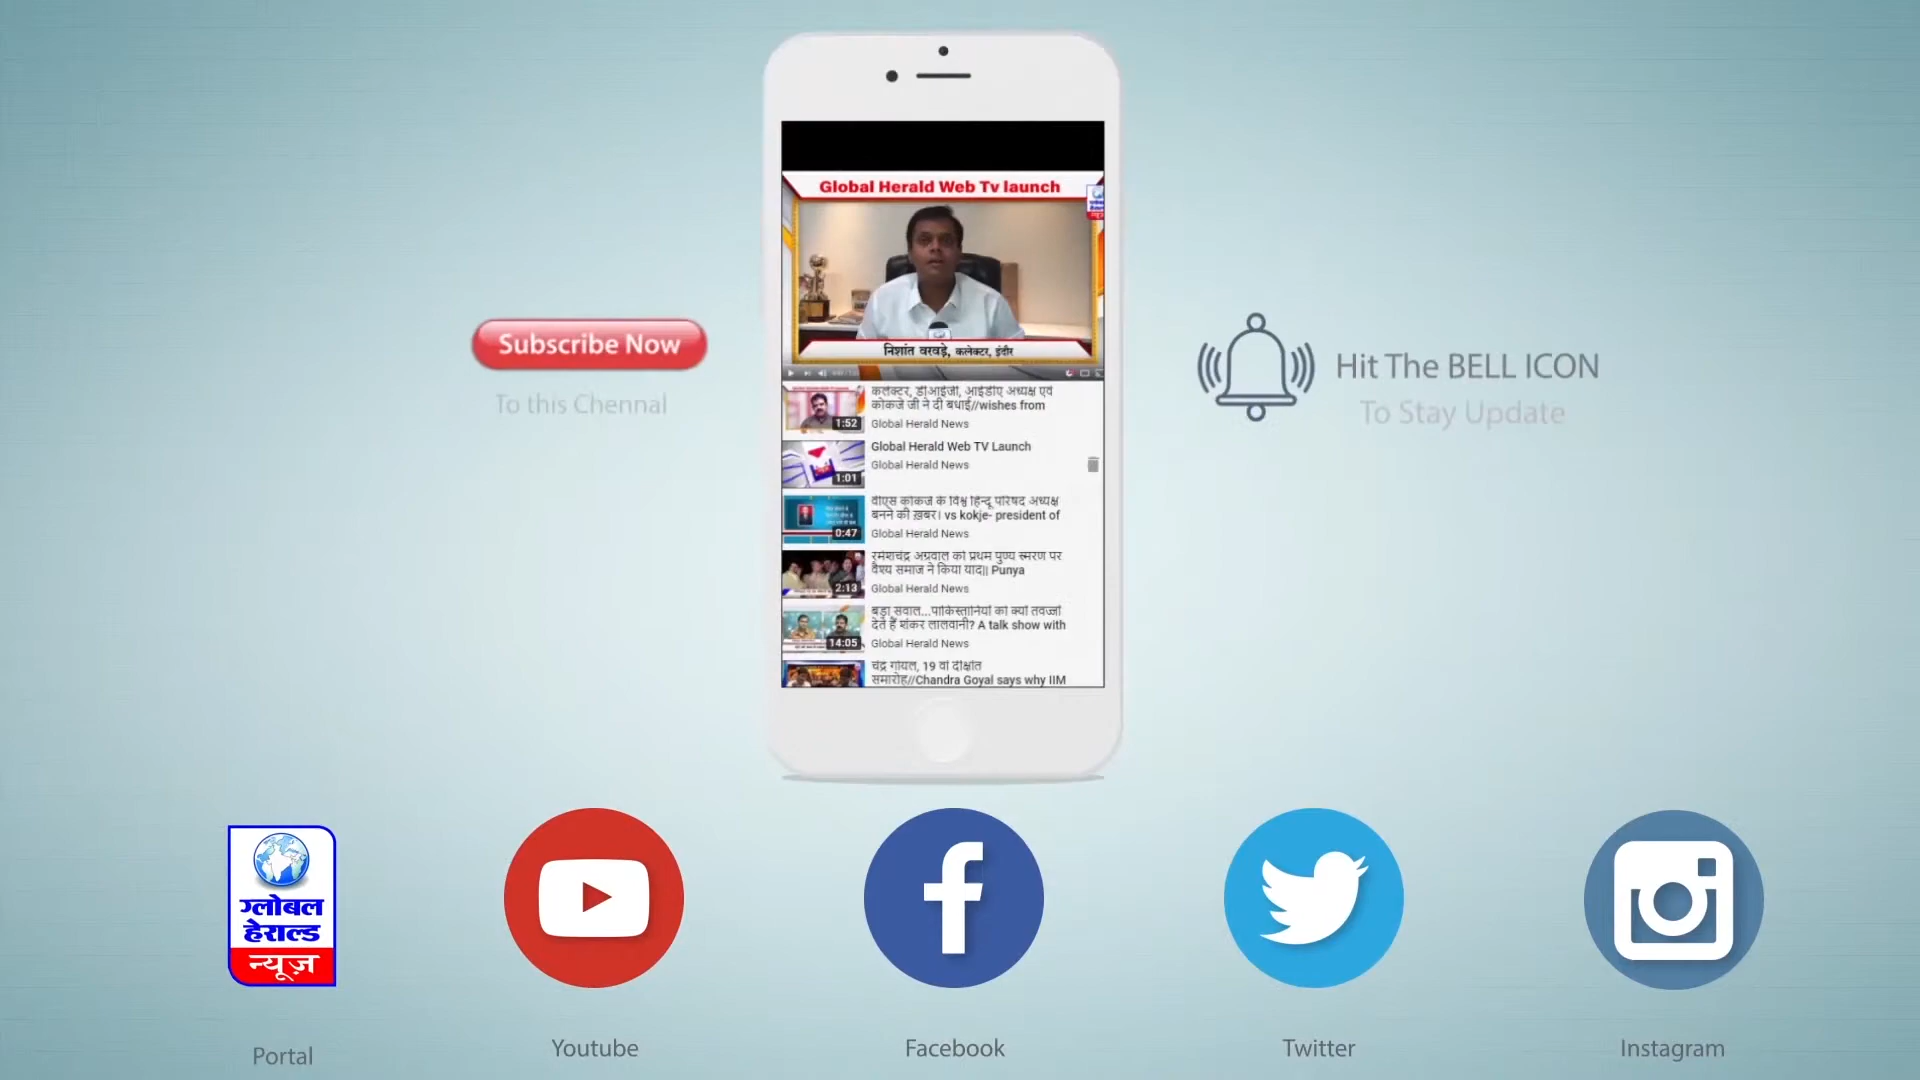 Global Herald Web Tv launch
निशांत वरवड़े, कलेक्टर, इंदौर
कलेक्टर, डीआईजी, आईडीए अध्यक्ष एवं
कोकजे जी ने दी बधाई//wishes from
Global Herald News
1:52
Global Herald Web TV Launch
Global Herald News
1:01
वीएस कोकजे के विश्व हिन्दू परिषद अध्यक्ष
बनने की ख़बर। vs kokje- president of
Global Herald News
0:47
रमेशचंद्र अग्रवाल को प्रथम पुण्य स्मरण पर
वैश्य समाज ने किया याद|| Punya
Global Herald News
2:13
बड़ा सवाल...पाकिस्तानियों को क्यों तवज्जो
देते हैं शंकर लालवानी? A talk show with
Global Herald News
14:05
चंद्र गोयल, 19 वां दीक्षांत
समारोह//Chandra Goyal says why IIM
Subscribe Now
To this Chennal
Hit The BELL ICON
To Stay Update
ग्लोबल
हेराल्ड
न्यूज़
Portal
Youtube
Facebook
Twitter
Instagram